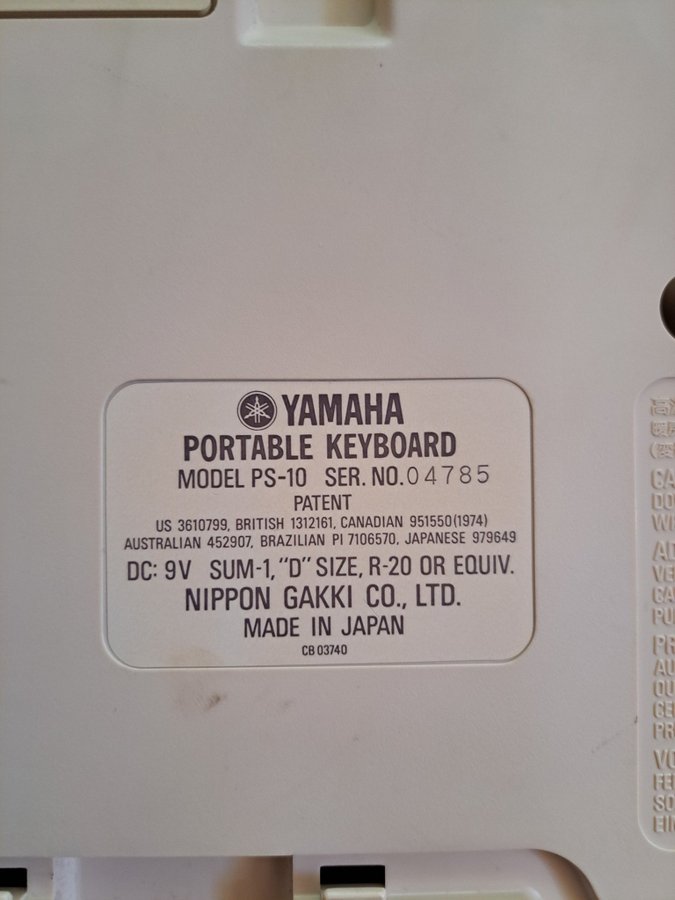 YAMAHA
PORTABLE KEYBOARD
MODEL PS-10 SER. NO. 04785
PATENT
US 3610799, BRITISH 1312161, CANADIAN 951550(1974)
AUSTRALIAN 452907, BRAZILIAN PI 7106570, JAPANESE 979649
DC: 9V SUM-1, "D" SIZE, R-20 OR EQUIV.
NIPPON GAKKI CO., LTD.
MADE IN JAPAN
CB 03740